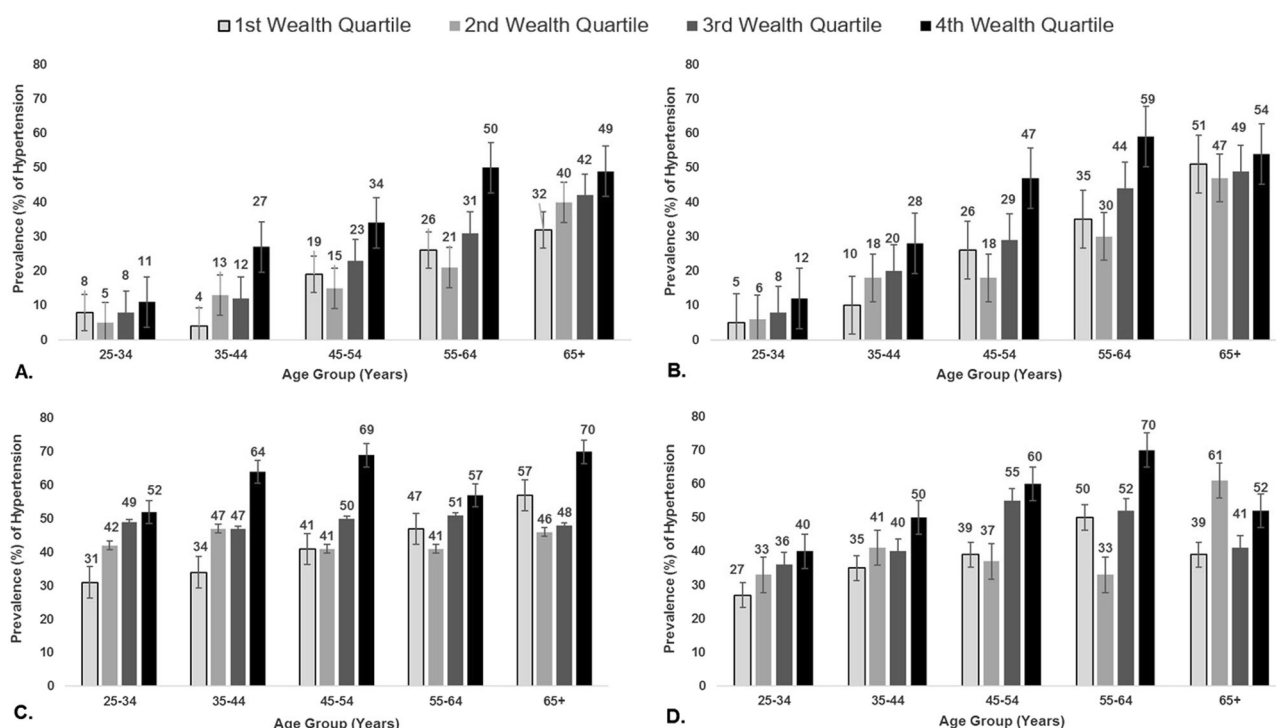 1st Wealth Quartile 2nd Wealth Quartile 3rd Wealth Quartile 4th Wealth Quartile
Prevalence (%) of Hypertension
80
70
60
50
40
30
20
10
0
8 5 8 11
4 13 12 27
19 15 23 34
26 21 31 50
32 40 42 49
25-34 35-44 45-54 55-64 65+
A.
Age Group (Years)
Prevalence (%) of Hypertension
80
70
60
50
40
30
20
10
0
5 6 8 12
10 18 20 28
26 18 29 47
35 30 44 59
51 47 49 54
25-34 35-44 45-54 55-64 65+
B.
Age Group (Years)
Prevalence (%) of Hypertension
80
70
60
50
40
30
20
10
0
31 42 49 52
34 47 47 64
41 41 50 69
47 41 51 57
57 46 48 70
25-34 35-44 45-54 55-64 65+
C.
Age Group (Years)
Prevalence (%) of Hypertension
80
70
60
50
40
30
20
10
0
27 33 36 40
35 41 40 50
39 37 55 60
50 33 52 70
39 61 41 52
25-34 35-44 45-54 55-64 65+
Age Group (Years)
D.